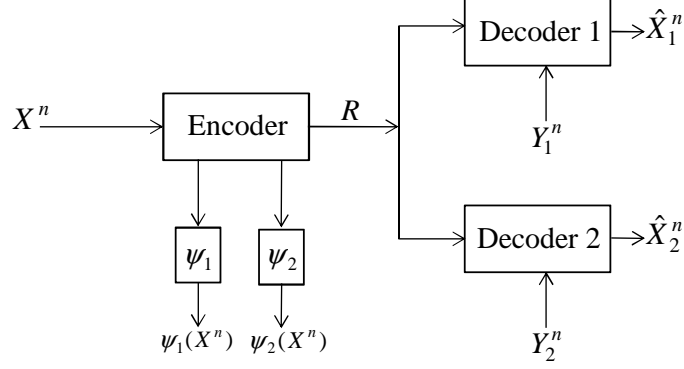 Decoder 1
X̂₁ⁿ
Xⁿ
Encoder
R
Y₁ⁿ
Decoder 2
X̂₂ⁿ
ψ₁
ψ₂
ψ₁(Xⁿ)
ψ₂(Xⁿ)
Y₂ⁿ